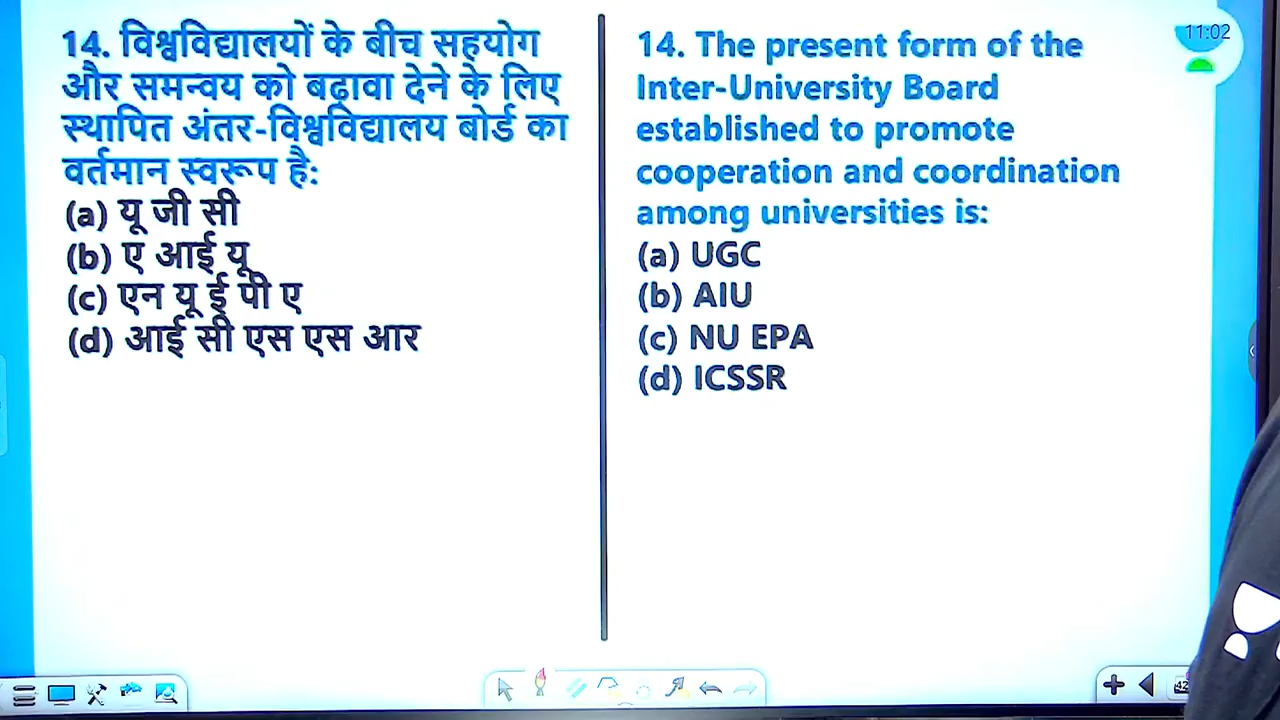 14. विश्वविद्यालयों के बीच सहयोग
और समन्वय को बढ़ावा देने के लिए
स्थापित अंतर-विश्वविद्यालय बोर्ड का
वर्तमान स्वरूप है:
(a) यू जी सी
(b) ए आई यू
(c) एन यू ई पी ए
(d) आई सी एस एस आर
14. The present form of the
Inter-University Board
established to promote
cooperation and coordination
among universities is:
(a) UGC
(b) AIU
(c) NU EPA
(d) ICSSR
11:02
42